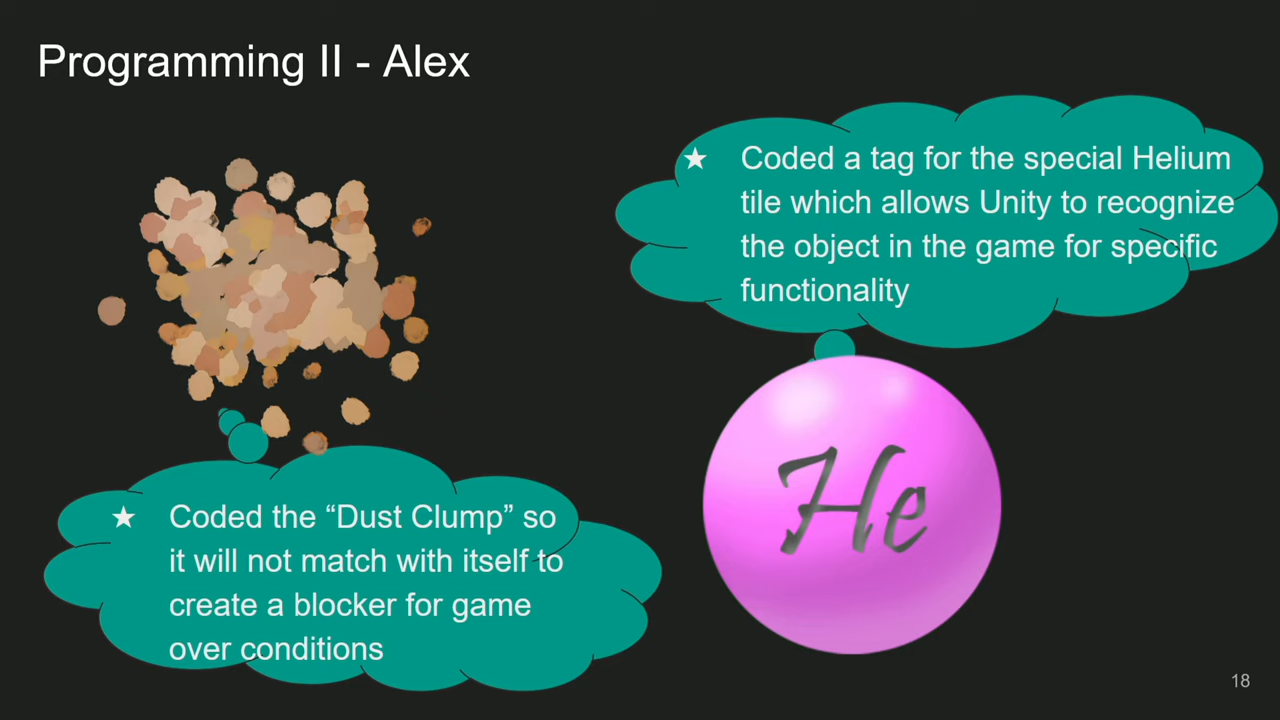 Programming II - Alex
★ Coded a tag for the special Helium
tile which allows Unity to recognize
the object in the game for specific
functionality
He
★ Coded the “Dust Clump” so
it will not match with itself to
create a blocker for game
over conditions
18